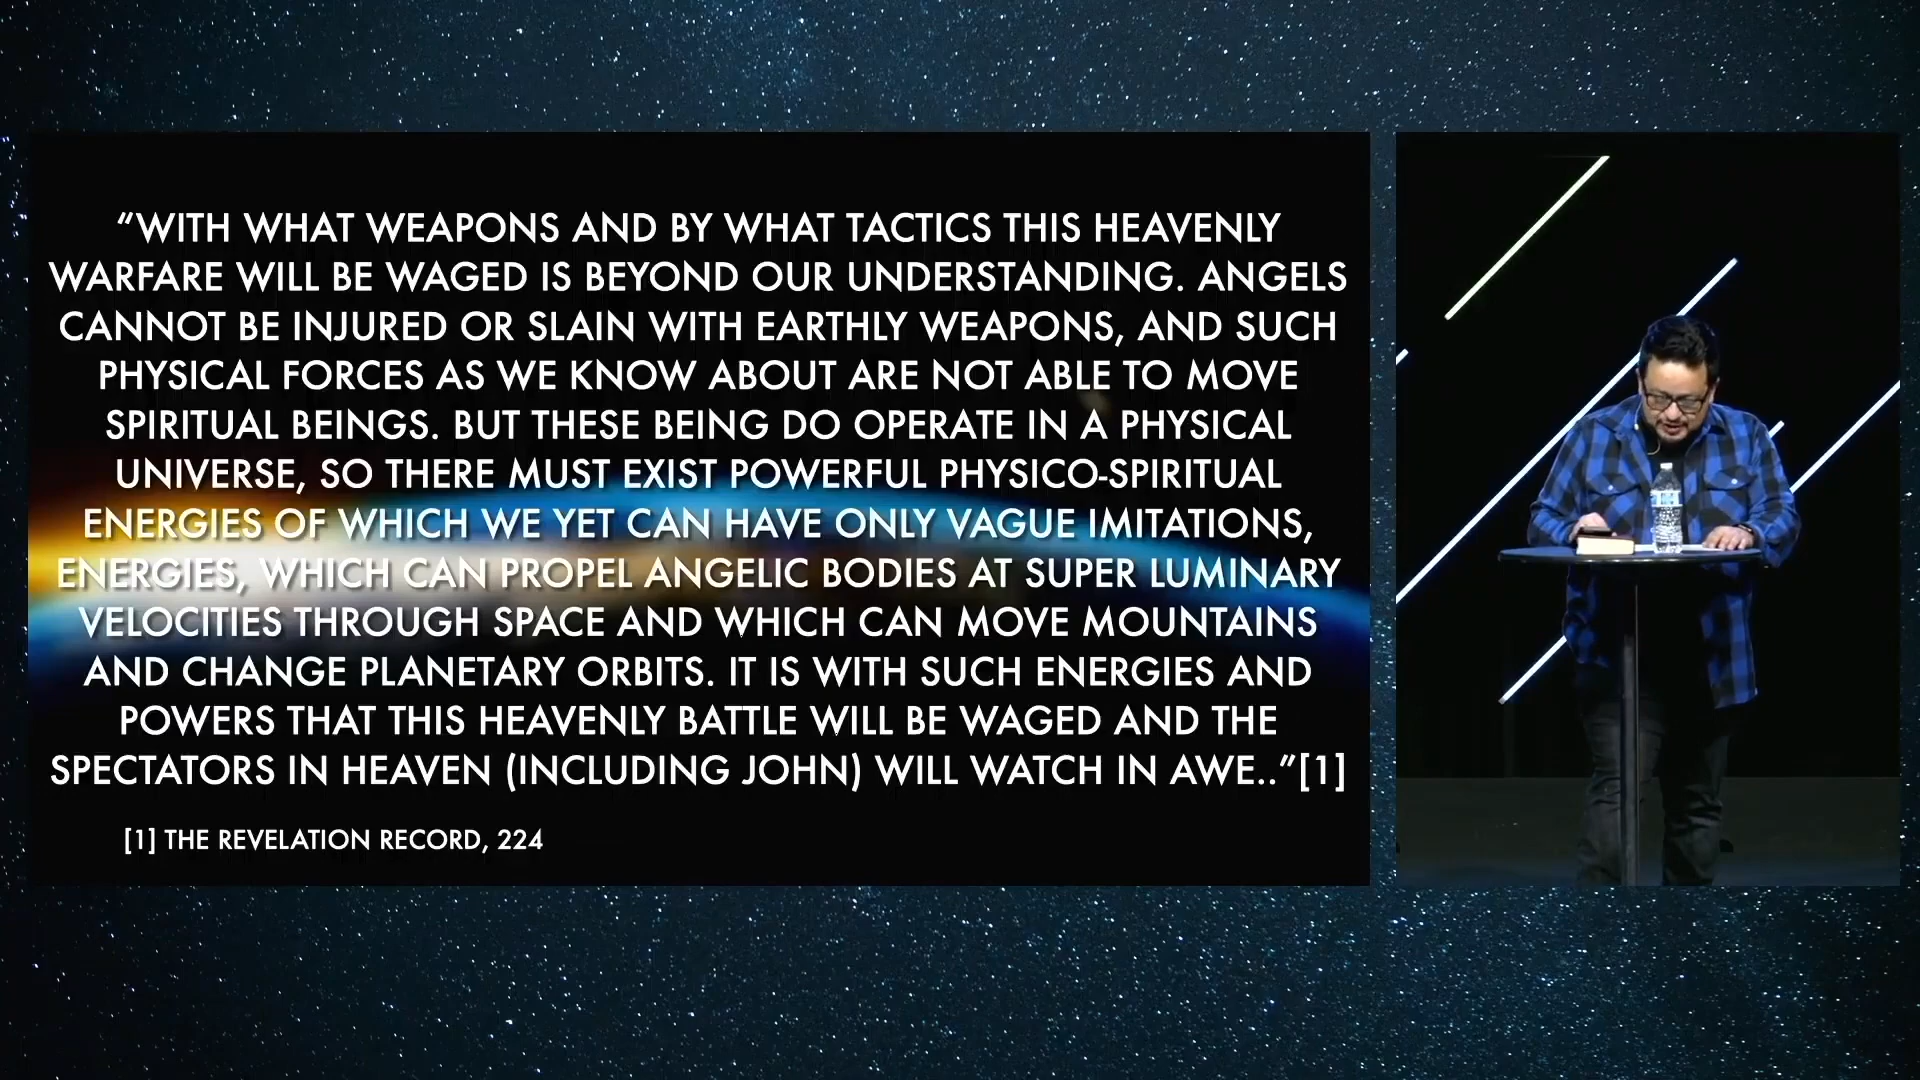 “WITH WHAT WEAPONS AND BY WHAT TACTICS THIS HEAVENLY
WARFARE WILL BE WAGED IS BEYOND OUR UNDERSTANDING. ANGELS
CANNOT BE INJURED OR SLAIN WITH EARTHLY WEAPONS, AND SUCH
PHYSICAL FORCES AS WE KNOW ABOUT ARE NOT ABLE TO MOVE
SPIRITUAL BEINGS. BUT THESE BEING DO OPERATE IN A PHYSICAL
UNIVERSE, SO THERE MUST EXIST POWERFUL PHYSICO-SPIRITUAL
ENERGIES OF WHICH WE YET CAN HAVE ONLY VAGUE IMITATIONS,
ENERGIES, WHICH CAN PROPEL ANGELIC BODIES AT SUPER LUMINARY
VELOCITIES THROUGH SPACE AND WHICH CAN MOVE MOUNTAINS
AND CHANGE PLANETARY ORBITS. IT IS WITH SUCH ENERGIES AND
POWERS THAT THIS HEAVENLY BATTLE WILL BE WAGED AND THE
SPECTATORS IN HEAVEN (INCLUDING JOHN) WILL WATCH IN AWE..”[1]
[1] THE REVELATION RECORD, 224